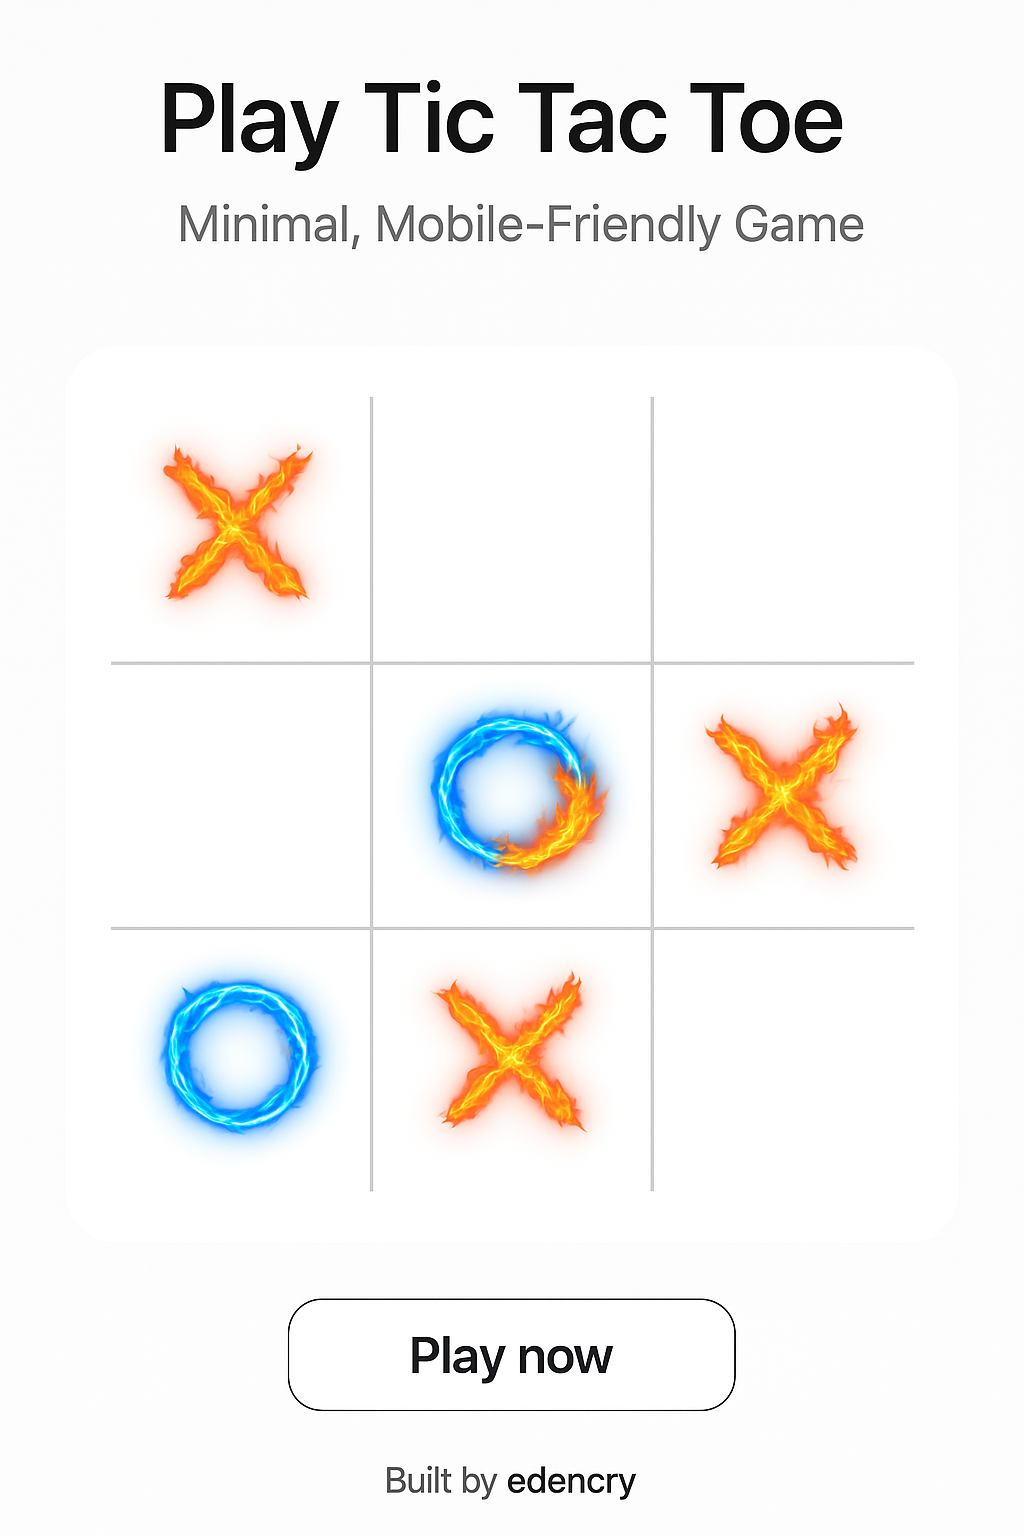 Play Tic Tac Toe
Minimal, Mobile-Friendly Game
X
O X
O X
Play now
Built by edencry